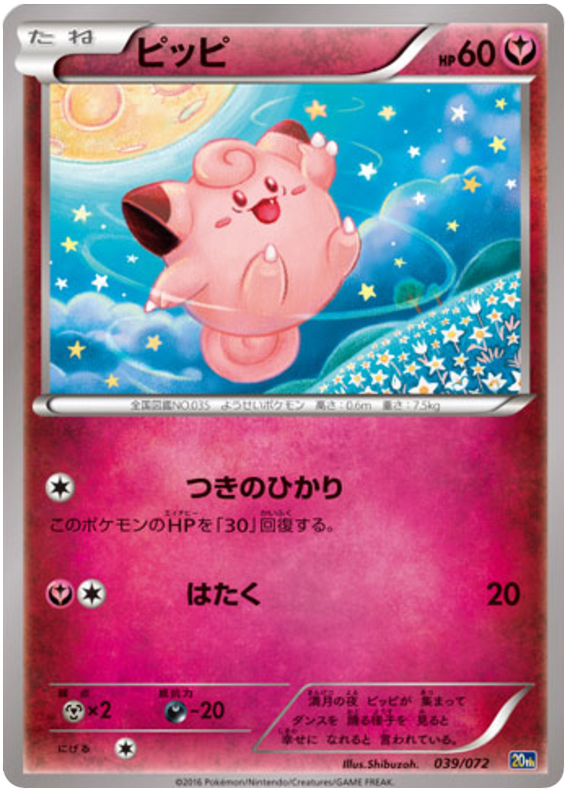 たね ピッピ HP60
全国図鑑NO.035 ようせいポケモン 高さ:0.6m 重さ:7.5kg
つきのひかり
このポケモンのHPを「30」回復する。
はたく 20
弱点 抵抗力
×2 -20
にげる
満月の夜 ピッピが 集まって
ダンスを 踊る様子を 見ると
幸せに なれると 言われている。
Illus.Shibuzoh. 039/072 20th
©2016 Pokémon/Nintendo/Creatures/GAME FREAK.